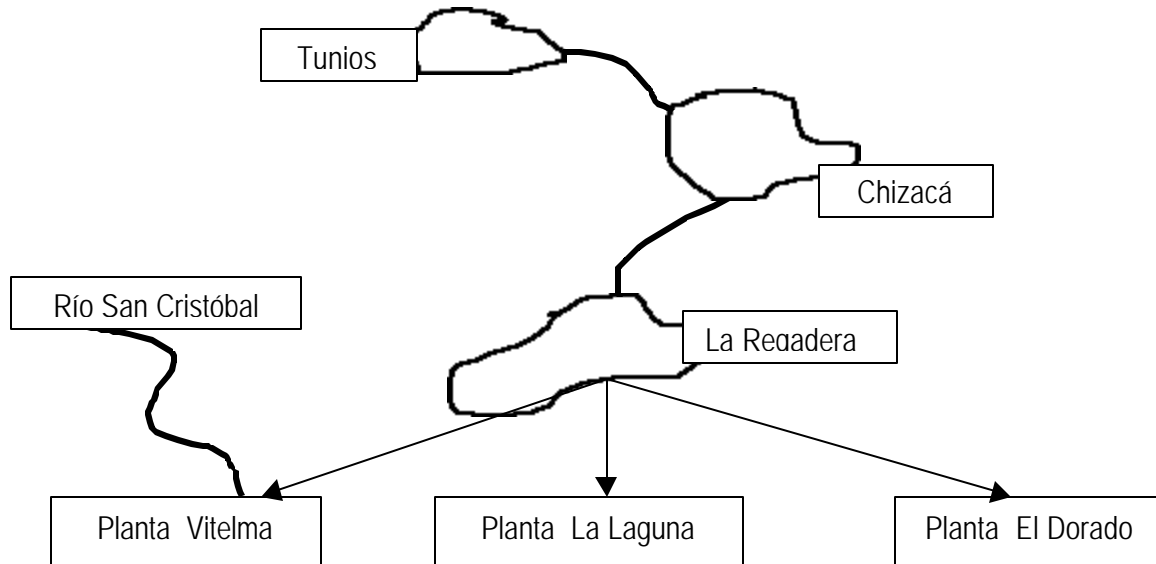 Tunios
Chizacá
Río San Cristóbal
La Regadera
Planta Vitelma
Planta La Laguna
Planta El Dorado